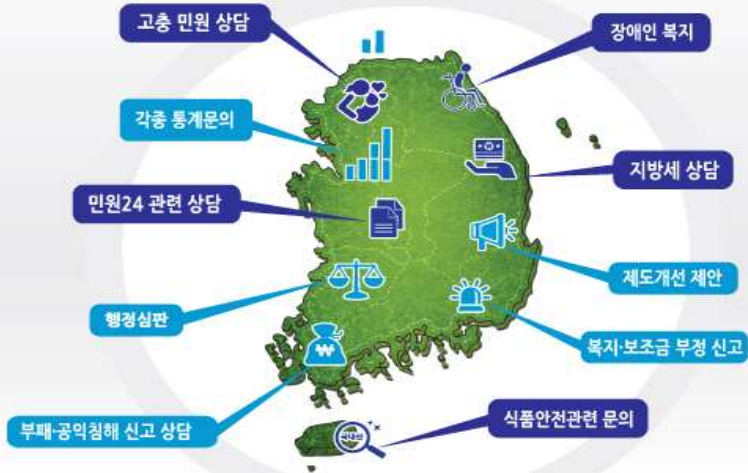 고충 민원 상담
장애인 복지
각종 통계문의
지방세 상담
민원24 관련 상담
제도개선 제안
행정심판
복지·보조금 부정 신고
부패·공익침해 신고 상담
식품안전관련 문의
국내산